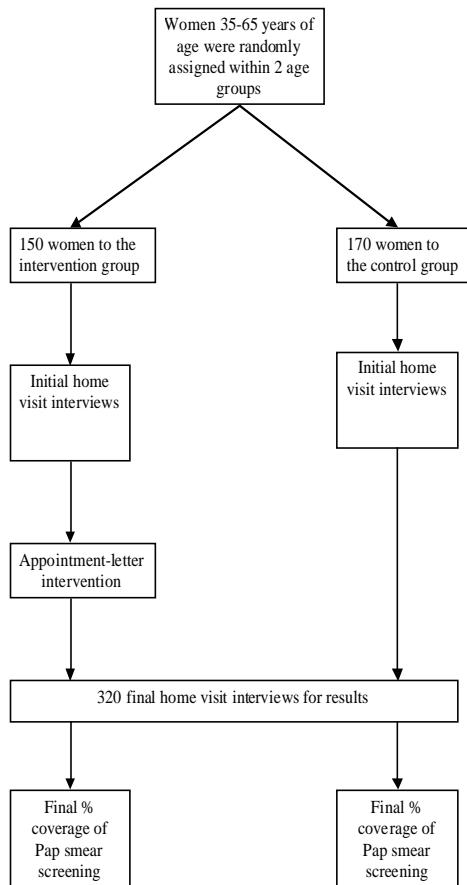 Women 35-65 years of
age were randomly
assigned within 2 age
groups
150 women to the
intervention group
170 women to
the control group
Initial home
visit interviews
Initial home
visit interviews
Appointment-letter
intervention
320 final home visit interviews for results
Final %
coverage of
Pap smear
screening
Final %
coverage of
Pap smear
screening